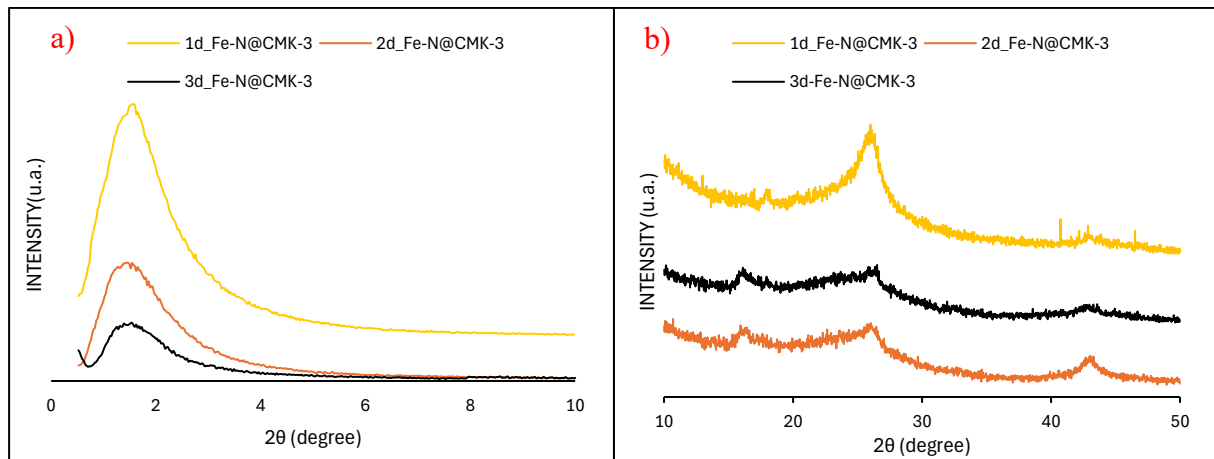 a)
1d_Fe-N@CMK-3 2d_Fe-N@CMK-3
3d_Fe-N@CMK-3
INTENSITY(u.a.)
0 2 4 6 8 10
2θ (degree)
b)
1d_Fe-N@CMK-3 2d_Fe-N@CMK-3
3d-Fe-N@CMK-3
INTENSITY (u.a.)
10 20 30 40 50
2θ (degree)